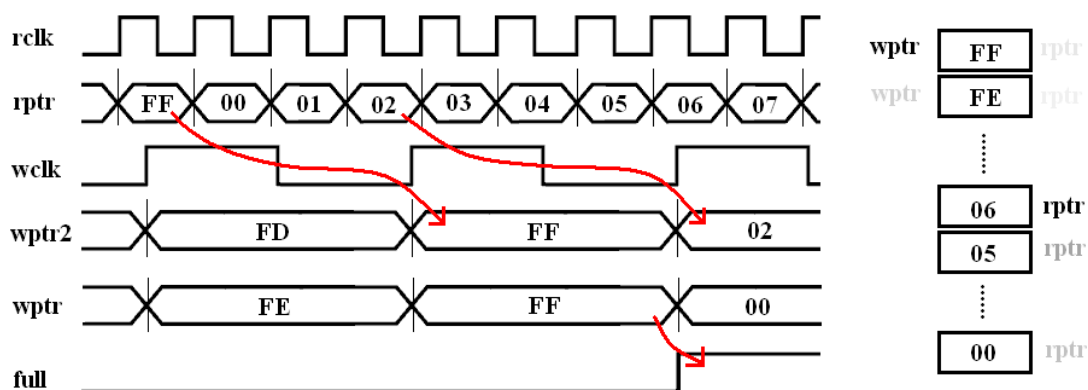 rclk
rptr FF 00 01 02 03 04 05 06 07
wclk
wptr2 FD FF 02
wptr FE FF 00
full
wptr FF rptr
wptr FE rptr
06 rptr
05 rptr
00 rptr